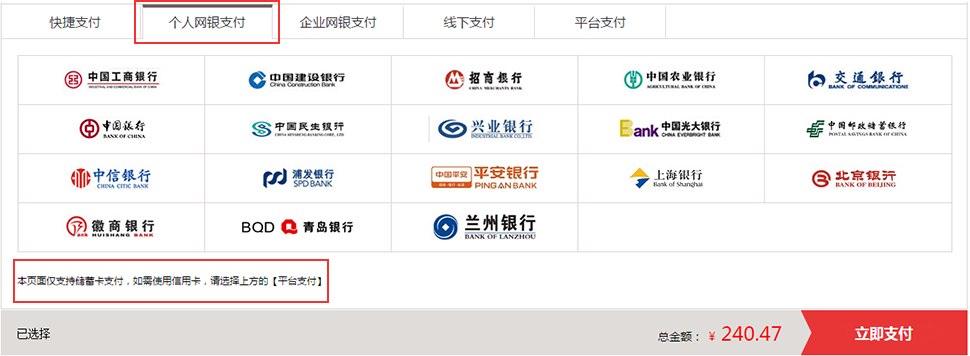 快捷支付 个人网银支付 企业网银支付 线下支付 平台支付
中国工商银行 中国建设银行 招商银行 中国农业银行 交通银行
INDUSTRIAL AND COMMERCIAL BANK OF CHINA China Construction Bank CHINA MERCHANTS BANK AGRICULTURAL BANK OF CHINA BANK OF COMMUNICATIONS
中国银行 中国民生银行 兴业银行 Bank 中国光大银行 中国邮政储蓄银行
BANK OF CHINA CHINA MINSHENG BANKING CORP., LTD INDUSTRIAL BANK CO.,LTD. CHINA EVERBRIGHT BANK POSTAL SAVINGS BANK OF CHINA
中信银行 浦发银行 中国平安 平安银行 上海银行 北京银行
CHINA CITIC BANK SPD BANK PING AN BANK Bank of Shanghai BANK OF BEIJING
徽商银行 BQD 青岛银行 兰州银行
HUISHANG BANK BANK OF LANZHOU
本页面仅支持储蓄卡支付，如需使用信用卡，请选择上方的【平台支付】
已选择 总金额： ¥ 240.47 立即支付